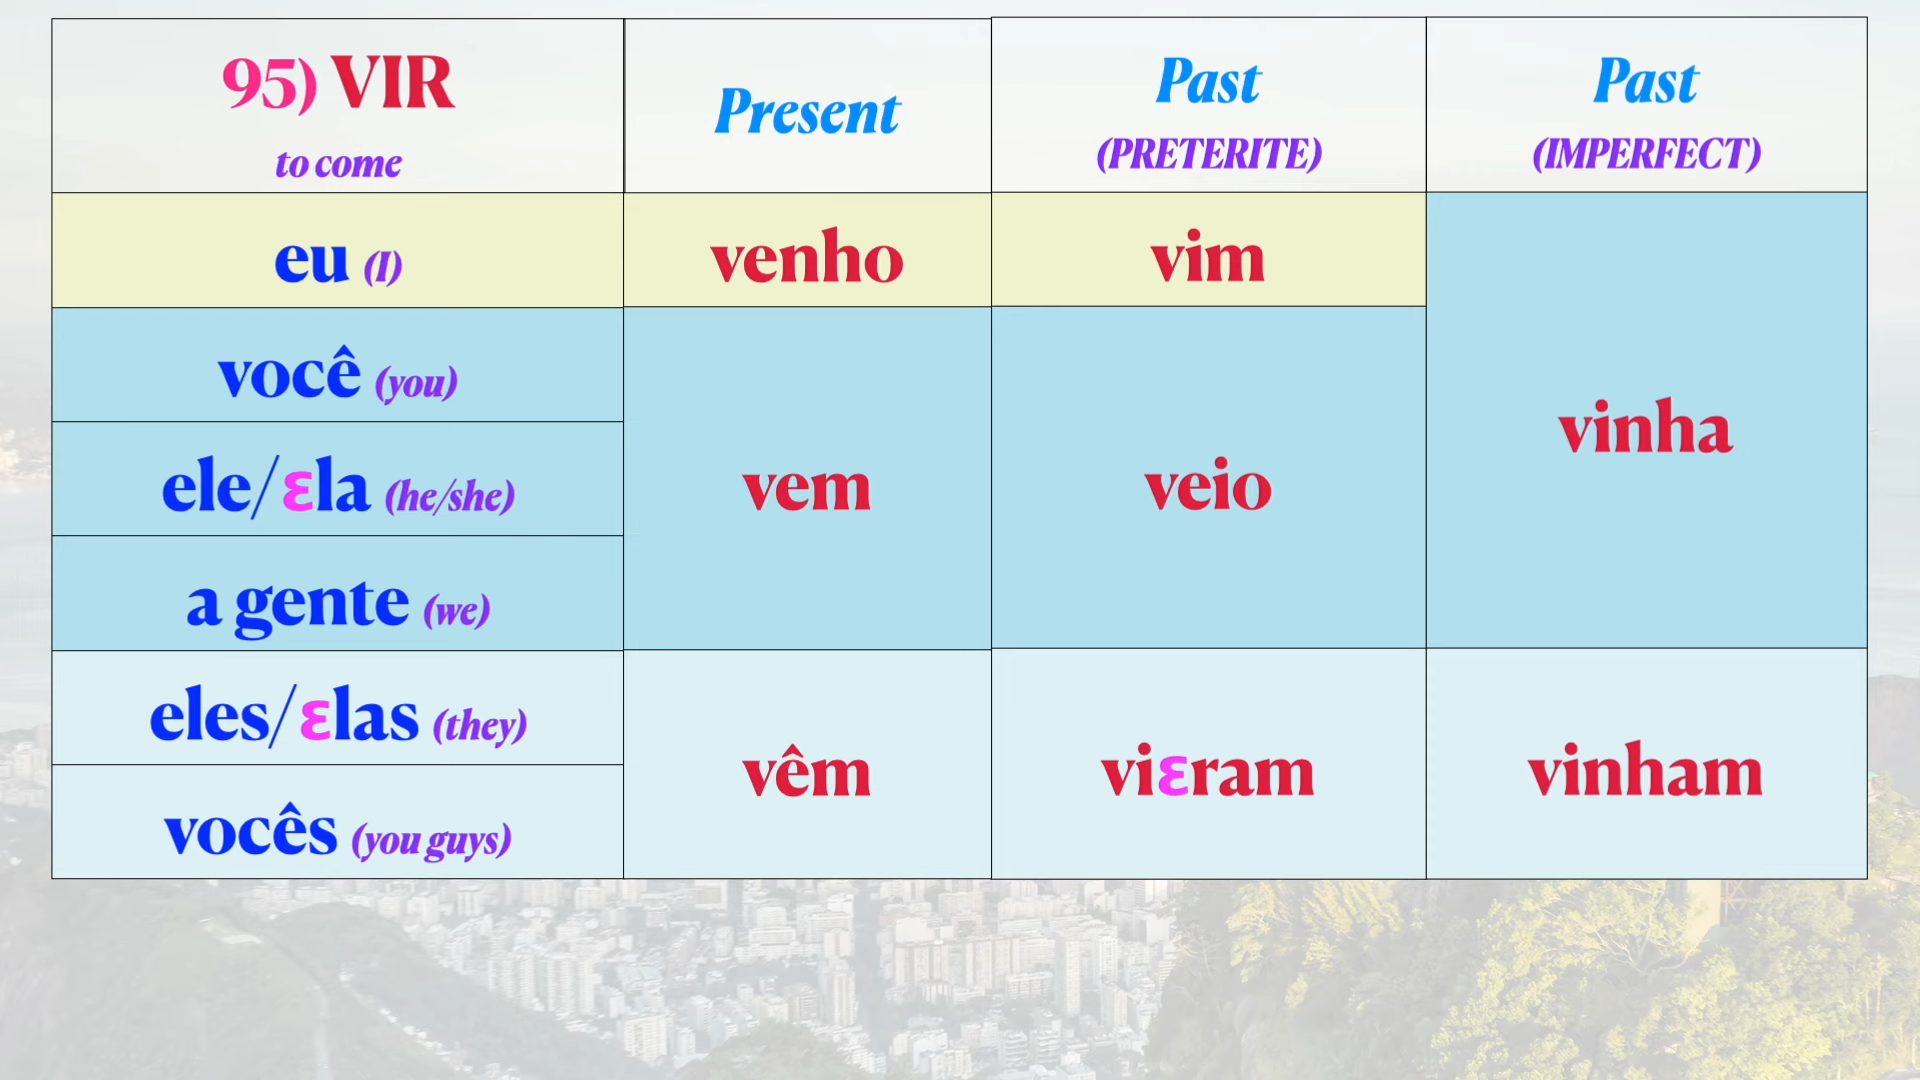 95) VIR
to come
Present
Past
(PRETERITE)
Past
(IMPERFECT)
eu (I)
venho
vim
vinha
você (you)
ele/ɛla (he/she)
vem
veio
a gente (we)
eles/ɛlas (they)
vêm
viɛram
vinham
vocês (you guys)